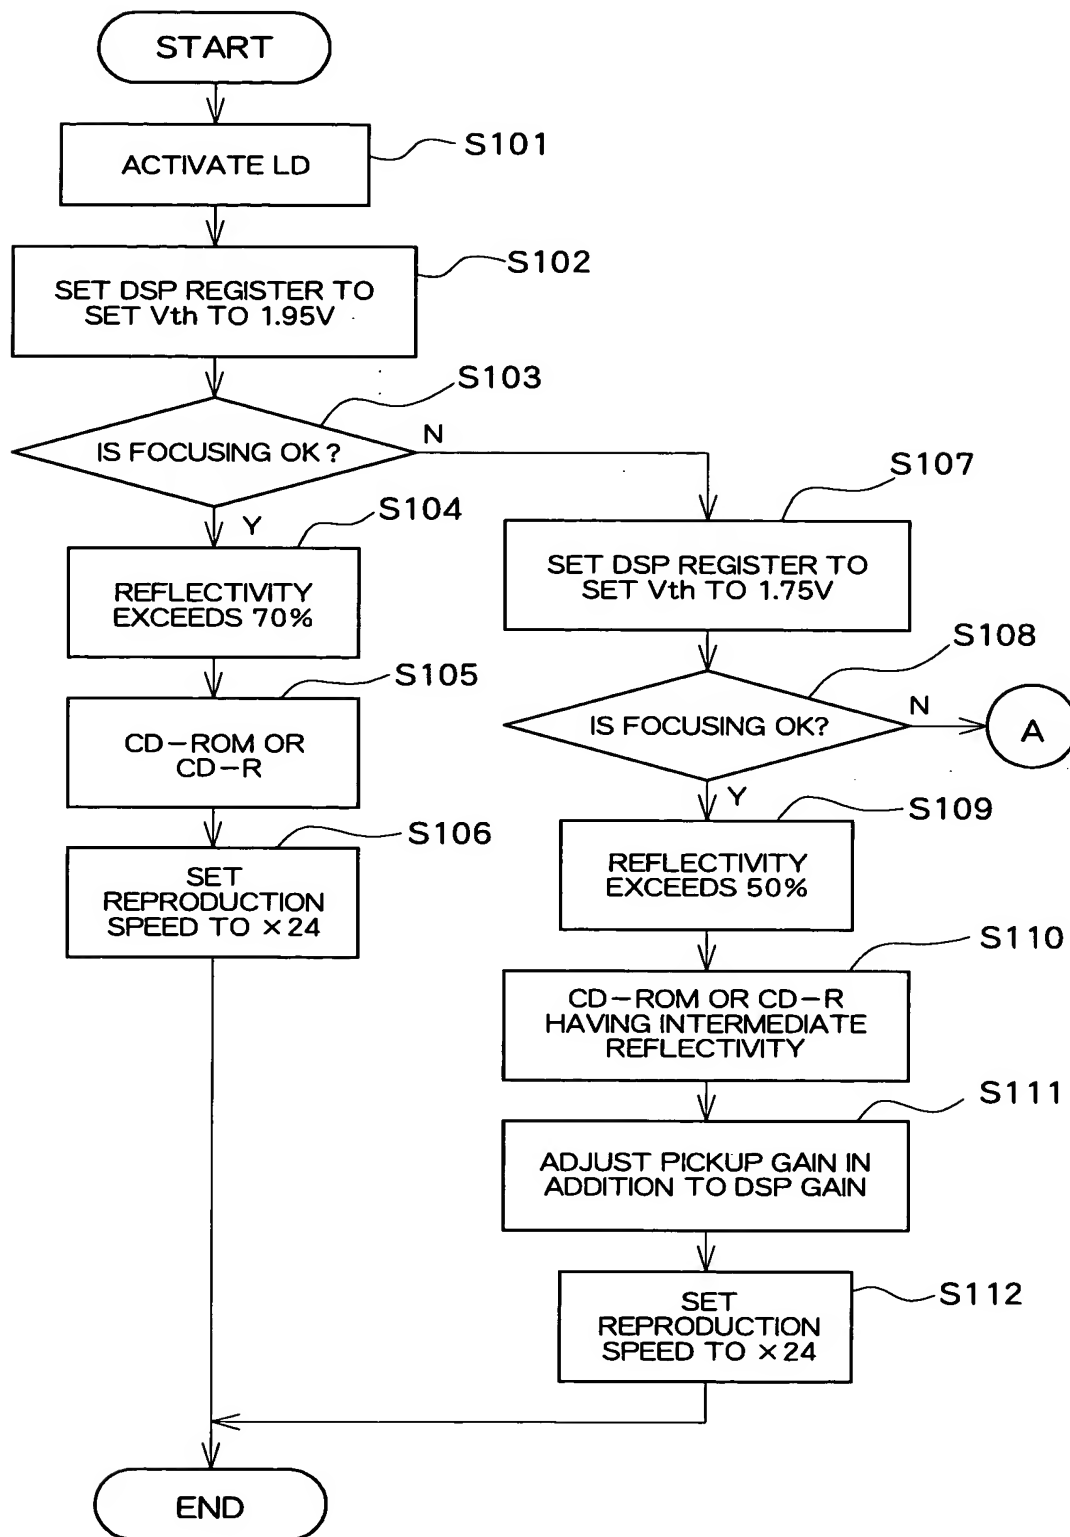 START
ACTIVATE LD
S101
SET DSP REGISTER TO
SET Vth TO 1.95V
S102
IS FOCUSING OK ?
S103
N
Y
REFLECTIVITY
EXCEEDS 70%
S104
CD-ROM OR
CD-R
S105
SET
REPRODUCTION
SPEED TO ×24
S106
SET DSP REGISTER TO
SET Vth TO 1.75V
S107
IS FOCUSING OK?
S108
N
A
Y
REFLECTIVITY
EXCEEDS 50%
S109
CD-ROM OR CD-R
HAVING INTERMEDIATE
REFLECTIVITY
S110
ADJUST PICKUP GAIN IN
ADDITION TO DSP GAIN
S111
SET
REPRODUCTION
SPEED TO ×24
S112
END